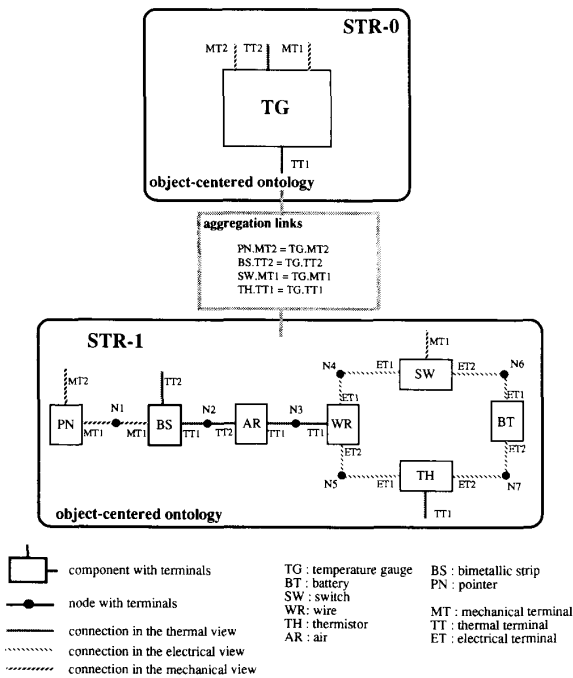 STR-0
MT2 TT2 MT1
TG
TT1
object-centered ontology
aggregation links
PN.MT2 = TG.MT2
BS.TT2 = TG.TT2
SW.MT1 = TG.MT1
TH.TT1 = TG.TT1
STR-1
MT1
N4 ET1 SW ET2 N6
MT2 TT2
ET1 ET1
N1 N2 N3
PN BS AR WR BT
MT1 MT1 TT1 TT2 TT1 TT1
ET2 ET2
TH
N5 ET1 ET2 N7
TT1
object-centered ontology
component with terminals
node with terminals
connection in the thermal view
connection in the electrical view
connection in the mechanical view
TG : temperature gauge
BT : battery
SW : switch
WR: wire
TH : thermistor
AR : air
BS : bimetallic strip
PN : pointer
MT : mechanical terminal
TT : thermal terminal
ET : electrical terminal